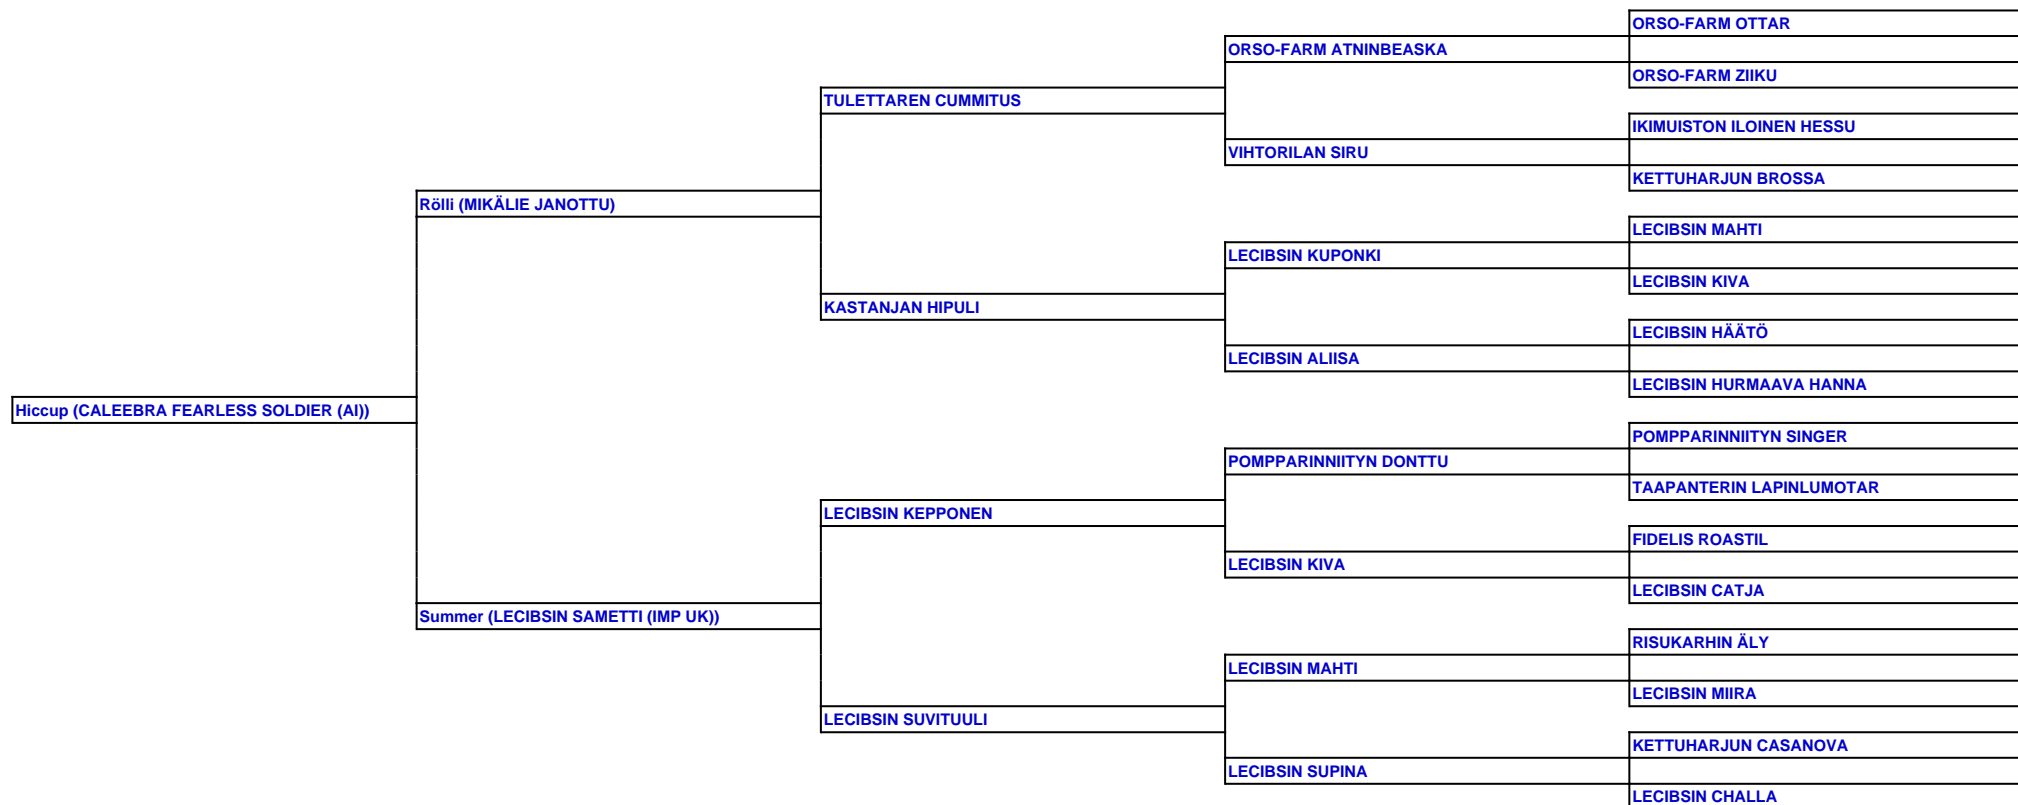 ORSO-FARM OTTAR
ORSO-FARM ATNINBEASKA
ORSO-FARM ZIIKU
TULETTAREN CUMMITUS
IKIMUISTON ILOINEN HESSU
VIHTORILAN SIRU
KETTUHARJUN BROSSA
Rölli (MIKÄLIE JANOTTU)
LECIBSIN MAHTI
LECIBSIN KUPONKI
LECIBSIN KIVA
KASTANJAN HIPULI
LECIBSIN HÄÄTÖ
LECIBSIN ALIISA
LECIBSIN HURMAAVA HANNA
Hiccup (CALEEBRA FEARLESS SOLDIER (AI))
POMPPARINNIITYN SINGER
POMPPARINNIITYN DONTTU
TAAPANTERIN LAPINLUMOTAR
LECIBSIN KEPPONEN
FIDELIS ROASTIL
LECIBSIN KIVA
LECIBSIN CATJA
Summer (LECIBSIN SAMETTI (IMP UK))
RISUKARHIN ÄLY
LECIBSIN MAHTI
LECIBSIN MIIRA
LECIBSIN SUVITUULI
KETTUHARJUN CASANOVA
LECIBSIN SUPINA
LECIBSIN CHALLA